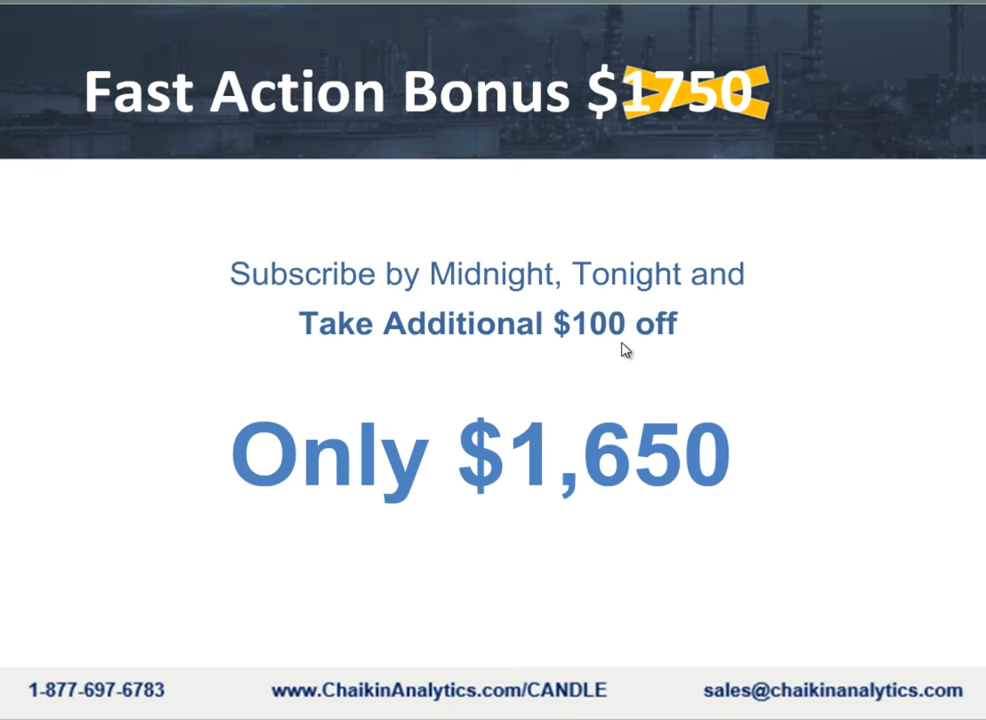 Fast Action Bonus $1750
Subscribe by Midnight, Tonight and
Take Additional $100 off
Only $1,650
1-877-697-6783 www.ChaikinAnalytics.com/CANDLE sales@chaikinanalytics.com